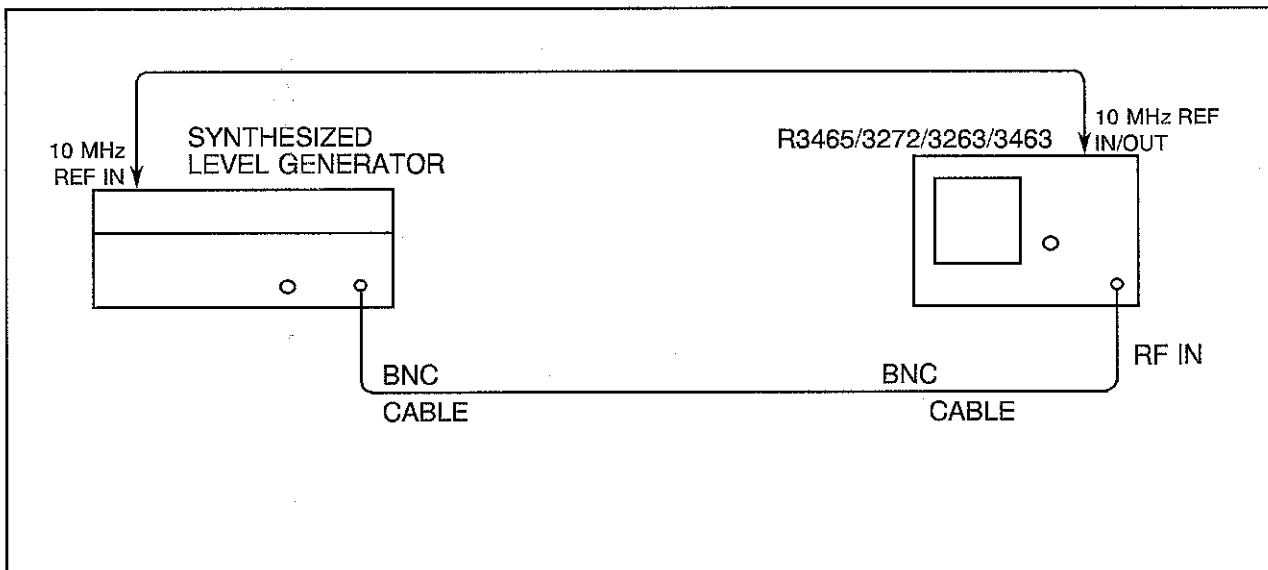 10 MHz
REF IN
SYNTHESIZED
LEVEL GENERATOR
R3465/3272/3263/3463
10 MHz REF
IN/OUT
RF IN
BNC
CABLE
BNC
CABLE